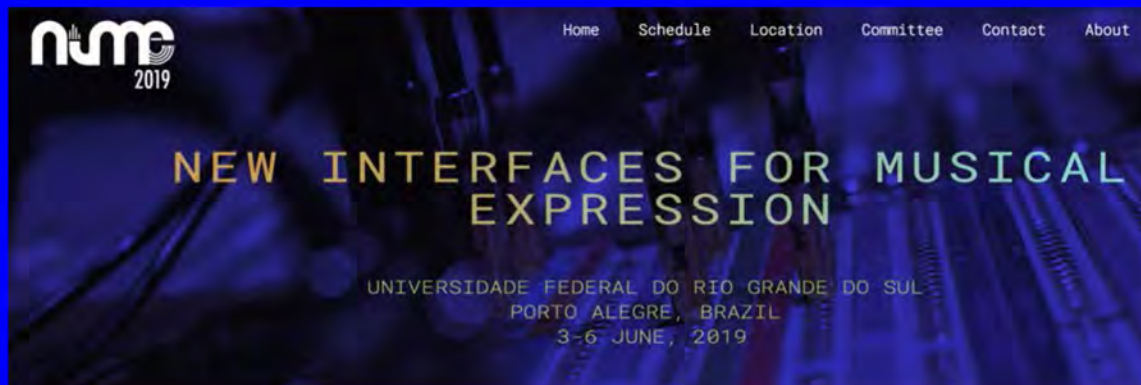 nime
2019
Home Schedule Location Committee Contact About
NEW INTERFACES FOR MUSICAL
EXPRESSION
UNIVERSIDADE FEDERAL DO RIO GRANDE DO SUL
PORTO ALEGRE, BRAZIL
3-6 JUNE, 2019